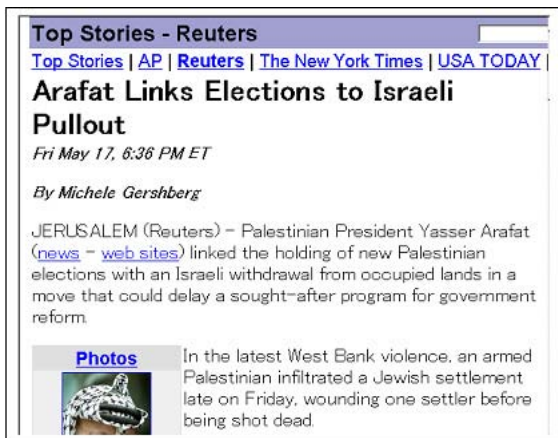 Top Stories - Reuters
Top Stories | AP | Reuters | The New York Times | USA TODAY |
Arafat Links Elections to Israeli
Pullout
Fri May 17, 6:36 PM ET
By Michele Gershberg
JERUSALEM (Reuters) - Palestinian President Yasser Arafat
(news - web sites) linked the holding of new Palestinian
elections with an Israeli withdrawal from occupied lands in a
move that could delay a sought-after program for government
reform.
Photos
In the latest West Bank violence, an armed
Palestinian infiltrated a Jewish settlement
late on Friday, wounding one settler before
being shot dead.